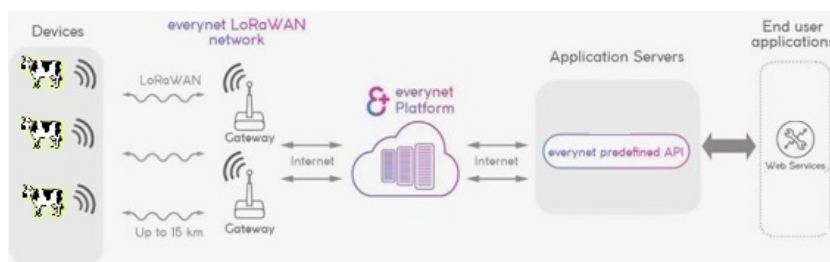 Devices
everynet LoRaWAN
network
End user
applications
Application Servers
LoRaWAN
everynet
Platform
Gateway
Internet
Internet
everynet predefined API
Web Services
Up to 15 km
Gateway